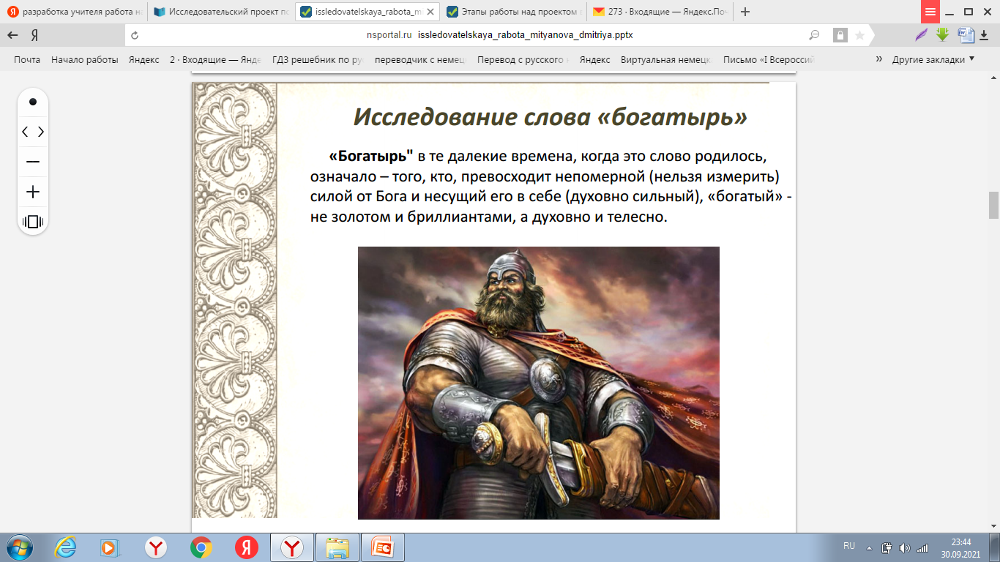 разработка учителя работа на
Исследовательский проект по
issledovatelskaya_rabota_mi
Этапы работы над проектом в
273 · Входящие — Яндекс.Поч
nsportal.ru issledovatelskaya_rabota_mityanova_dmitriya.pptx
Почта Начало работы Яндекс 2 · Входящие — Янде ГДЗ решебник по рус переводчик с немец Перевод с русского н Яндекс Виртуальная немецк Письмо «I Всероссий » Другие закладки
Исследование слова «богатырь»
«Богатырь" в те далекие времена, когда это слово родилось,
означало – того, кто, превосходит непомерной (нельзя измерить)
силой от Бога и несущий его в себе (духовно сильный), «богатый» -
не золотом и бриллиантами, а духовно и телесно.
RU
23:44
30.09.2021